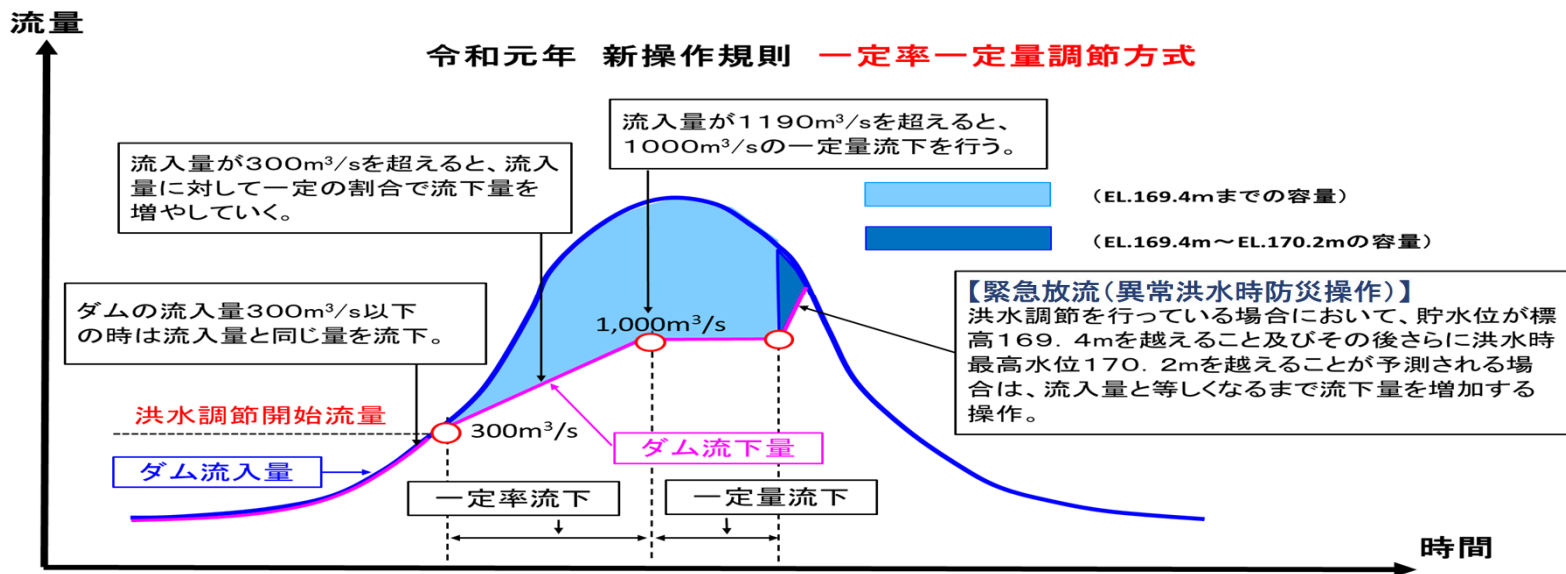 流量
令和元年 新操作規則 一定率一定量調節方式
流入量が1190m³/sを超えると、
1000m³/sの一定量流下を行う。
流入量が300m³/sを超えると、流入
量に対して一定の割合で流下量を
増やしていく。
(EL.169.4mまでの容量)
(EL.169.4m～EL.170.2mの容量)
ダムの流入量300m³/s以下
の時は流入量と同じ量を流下。
1,000m³/s
【緊急放流(異常洪水時防災操作)】
洪水調節を行っている場合において、貯水位が標
高169．4mを越えること及びその後さらに洪水時
最高水位170．2mを越えることが予測される場
合は、流入量と等しくなるまで流下量を増加する
操作。
洪水調節開始流量
300m³/s
ダム流下量
ダム流入量
一定率流下
一定量流下
時間